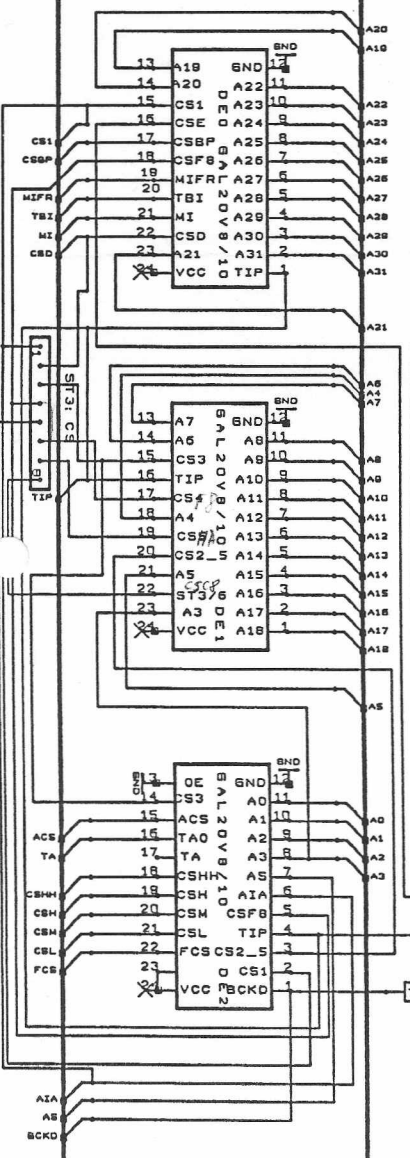 A20
A19
GND
13 A19 GND 12
14 A20 A22 11
15 CS1 A23 10 A22
16 CSE A24 9 A23
CS1 17 CSBP A25 8 A24
CSBP 18 CSF8 A26 7 A25
19 MIFR A27 6 A26
MIFR 20 TBI A28 5 A27
TBI 21 MI A29 4 A28
MI 22 CSD A30 3 A29
CSD 23 A21 A31 2 A30
24 VCC TIP 1 A31
DE0 GAL20V8/10
A21
ST3: CS
1
8
TIP
A6
A4
A7
GND
13 A7 GND 12
14 A6 A8 11
15 CS3 A9 10 A8
16 TIP A10 9 A9
17 CS4 A11 8 A10
18 A4 A12 7 A11
19 A13 6 A12
20 CS2_5 A14 5 A13
21 A5 A15 4 A14
CSC8
22 ST3/6 A16 3 A15
23 A3 A17 2 A16
24 VCC A18 1 A17
A18
GAL20V8/10 DE1
A5
GND
GND 13 OE GND 12
14 CS3 A0 11
15 ACS A1 10 A0
ACS 16 TA0 A2 9 A1
TA 17 TA A3 8 A2
18 CSHH AS 7 A3
CSHH 19 CSH AIA 6
CSH 20 CSM CSF8 5
CSM 21 CSL TIP 4
CSL 22 FCS CS2_5 3
FCS 23 CS1 2
24 VCC BCKD 1
GAL20V8/10 DE2
AIA
AS
BCKD